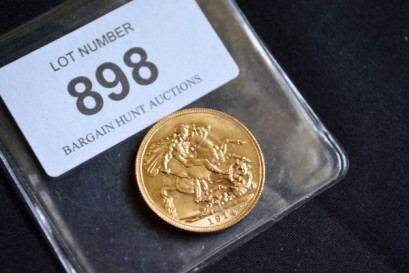 LOT NUMBER
898
BARGAIN HUNT AUCTIONS